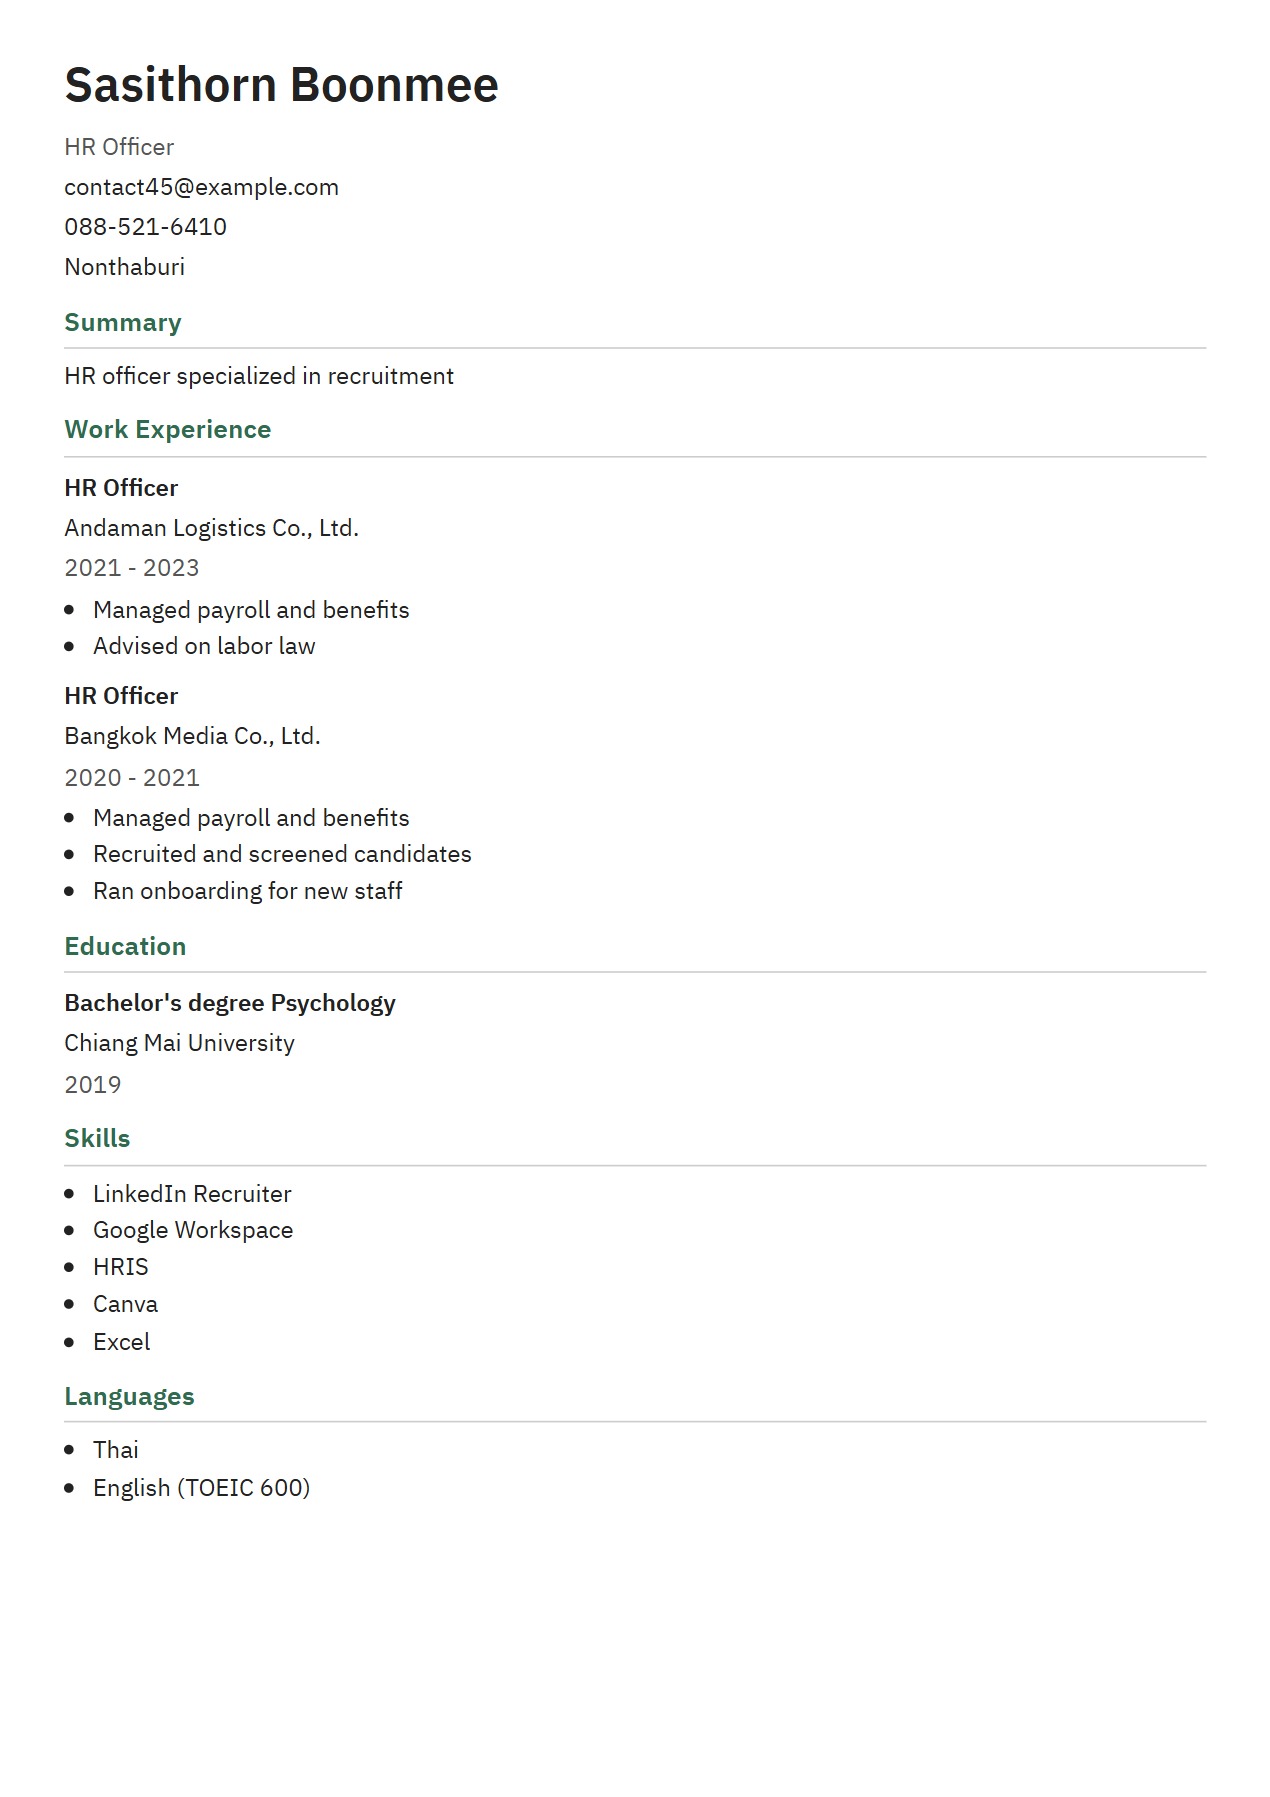 Sasithorn Boonmee
HR Officer
contact45@example.com
088-521-6410
Nonthaburi
Summary
HR officer specialized in recruitment
Work Experience
HR Officer
Andaman Logistics Co., Ltd.
2021 - 2023
Managed payroll and benefits
Advised on labor law
HR Officer
Bangkok Media Co., Ltd.
2020 - 2021
Managed payroll and benefits
Recruited and screened candidates
Ran onboarding for new staff
Education
Bachelor's degree Psychology
Chiang Mai University
2019
Skills
LinkedIn Recruiter
Google Workspace
HRIS
Canva
Excel
Languages
Thai
English (TOEIC 600)